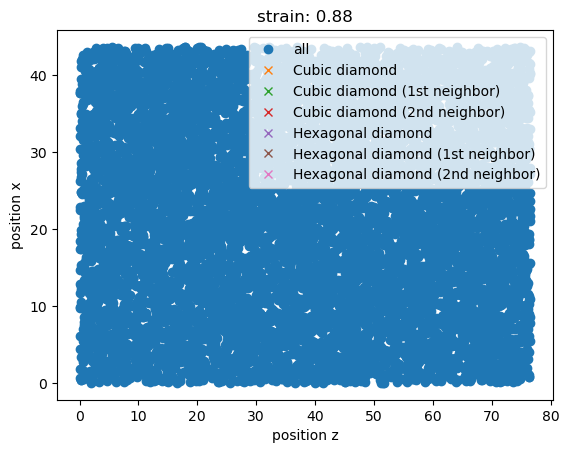 strain: 0.88
all
Cubic diamond
Cubic diamond (1st neighbor)
Cubic diamond (2nd neighbor)
Hexagonal diamond
Hexagonal diamond (1st neighbor)
Hexagonal diamond (2nd neighbor)
position x
40
30
20
10
0
0 10 20 30 40 50 60 70 80
position z